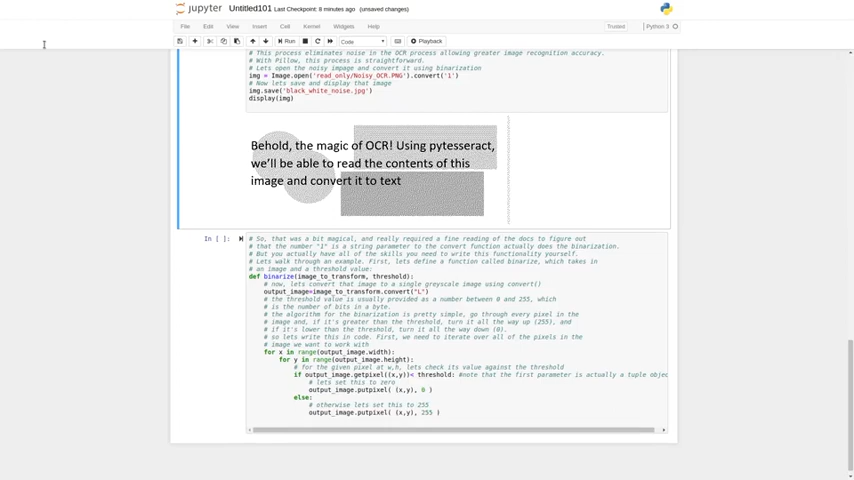 jupyter Untitled101 Last Checkpoint: 8 minutes ago (unsaved changes)
File Edit View Insert Cell Kernel Widgets Help Trusted Python 3
Run Code Playback
# This process eliminates noise in the OCR process allowing greater image recognition accuracy.
# With Pillow, this process is straightforward.
# Lets open the noisy impage and convert it using binarization
img = Image.open('read_only/Noisy_OCR.PNG').convert('1')
# Now lets save and display that image
img.save('black_white_noise.jpg')
display(img)
Behold, the magic of OCR! Using pytesseract,
we'll be able to read the contents of this
image and convert it to text
In [ ]:
# So, that was a bit magical, and really required a fine reading of the docs to figure out
# that the number "1" is a string parameter to the convert function actually does the binarization.
# But you actually have all of the skills you need to write this functionality yourself.
# Lets walk through an example. First, lets define a function called binarize, which takes in
# an image and a threshold value:
def binarize(image_to_transform, threshold):
# now, lets convert that image to a single greyscale image using convert()
output_image=image_to_transform.convert("L")
# the threshold value is usually provided as a number between 0 and 255, which
# is the number of bits in a byte.
# the algorithm for the binarization is pretty simple, go through every pixel in the
# image and, if it's greater than the threshold, turn it all the way up (255), and
# if it's lower than the threshold, turn it all the way down (0).
# so lets write this in code. First, we need to iterate over all of the pixels in the
# image we want to work with
for x in range(output_image.width):
for y in range(output_image.height):
# for the given pixel at w,h, lets check its value against the threshold
if output_image.getpixel((x,y))< threshold: #note that the first parameter is actually a tuple objec
# lets set this to zero
output_image.putpixel( (x,y), 0 )
else:
# otherwise lets set this to 255
output_image.putpixel( (x,y), 255 )